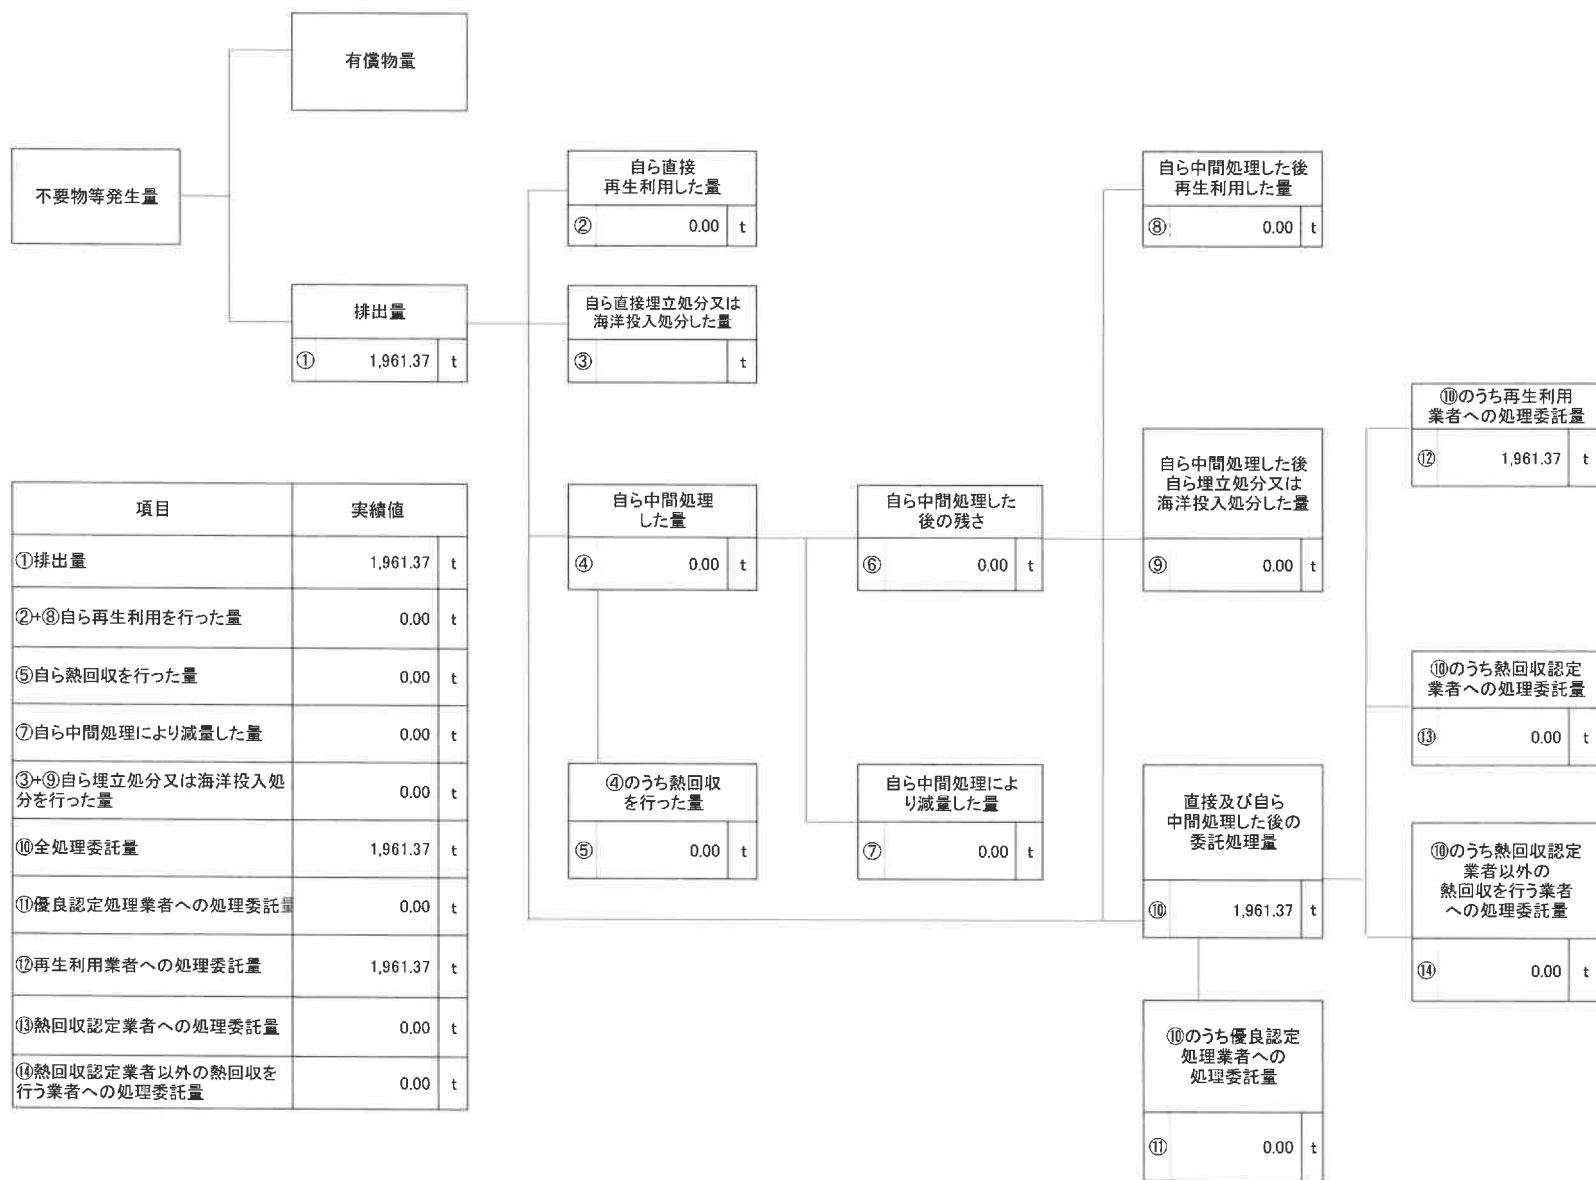 有償物量
不要物等発生量
排出量
① 1,961.37 t
自ら直接
再生利用した量
② 0.00 t
自ら直接埋立処分又は
海洋投入処分した量
③ t
自ら中間処理
した量
④ 0.00 t
④のうち熱回収
を行った量
⑤ 0.00 t
自ら中間処理した
後の残さ
⑥ 0.00 t
自ら中間処理によ
り減量した量
⑦ 0.00 t
自ら中間処理した後
再生利用した量
⑧ 0.00 t
自ら中間処理した後
自ら埋立処分又は
海洋投入処分した量
⑨ 0.00 t
直接及び自ら
中間処理した後の
委託処理量
⑩ 1,961.37 t
⑩のうち優良認定
処理業者への
処理委託量
⑪ 0.00 t
⑩のうち再生利用
業者への処理委託量
⑫ 1,961.37 t
⑩のうち熱回収認定
業者への処理委託量
⑬ 0.00 t
⑩のうち熱回収認定
業者以外の
熱回収を行う業者
への処理委託量
⑭ 0.00 t
項目 実績値
①排出量 1,961.37 t
②+⑧自ら再生利用を行った量 0.00 t
⑤自ら熱回収を行った量 0.00 t
⑦自ら中間処理により減量した量 0.00 t
③+⑨自ら埋立処分又は海洋投入処
分を行った量 0.00 t
⑩全処理委託量 1,961.37 t
⑪優良認定処理業者への処理委託量 0.00 t
⑫再生利用業者への処理委託量 1,961.37 t
⑬熱回収認定業者への処理委託量 0.00 t
⑭熱回収認定業者以外の熱回収を
行う業者への処理委託量 0.00 t